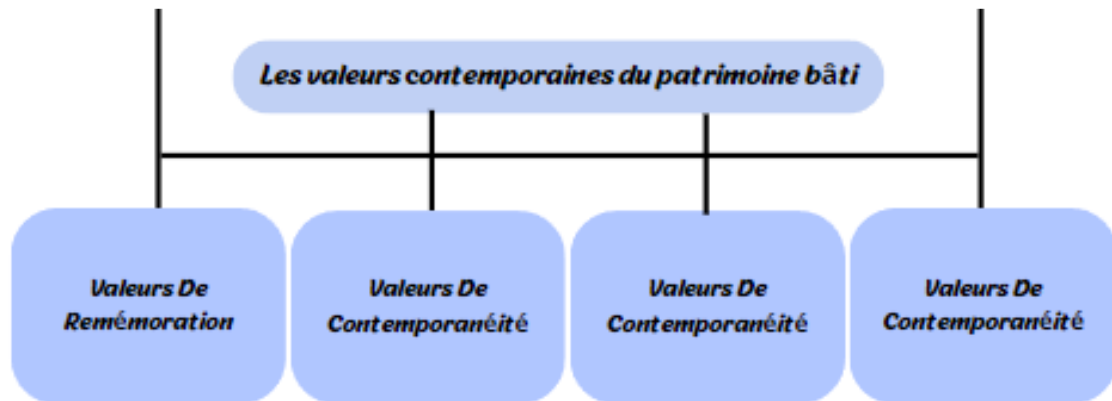 Les valeurs contemporaines du patrimoine bâti
Valeurs De
Remémoration
Valeurs De
Contemporanéité
Valeurs De
Contemporanéité
Valeurs De
Contemporanéité